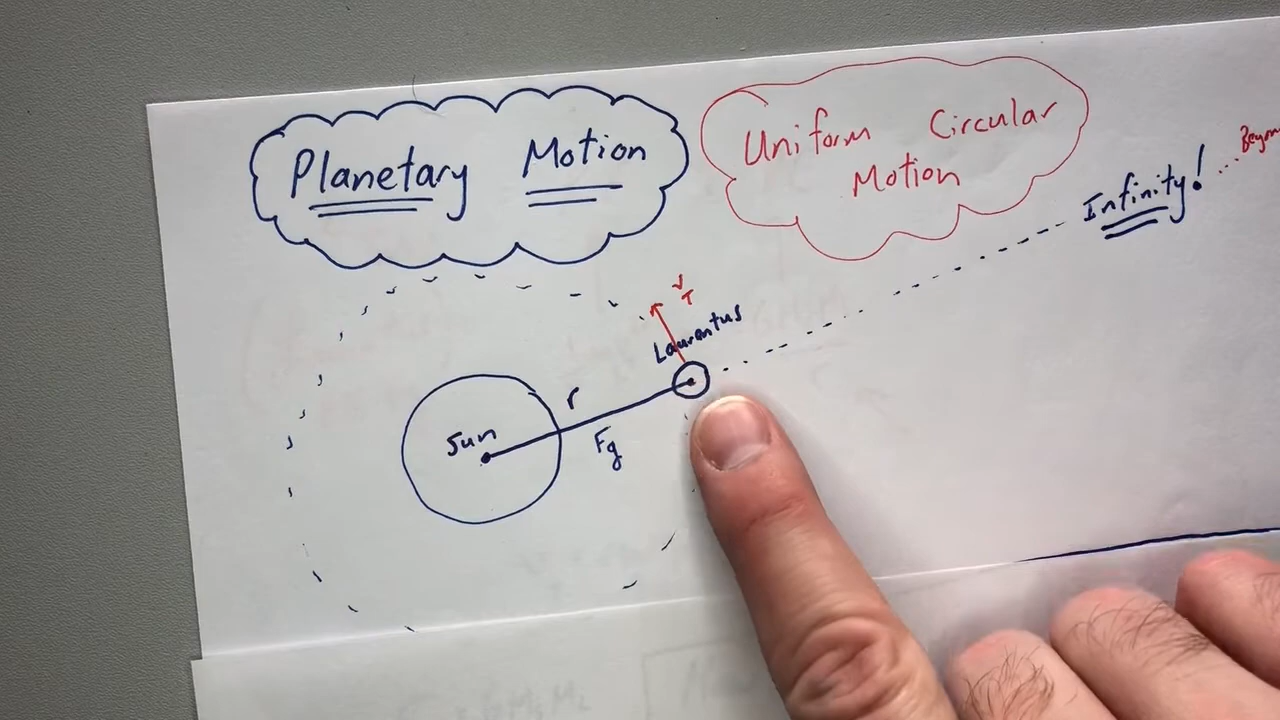 Planetary Motion
Uniform Circular
Motion
Infinity!
v
T
Laurentus
r
Sun
Fg